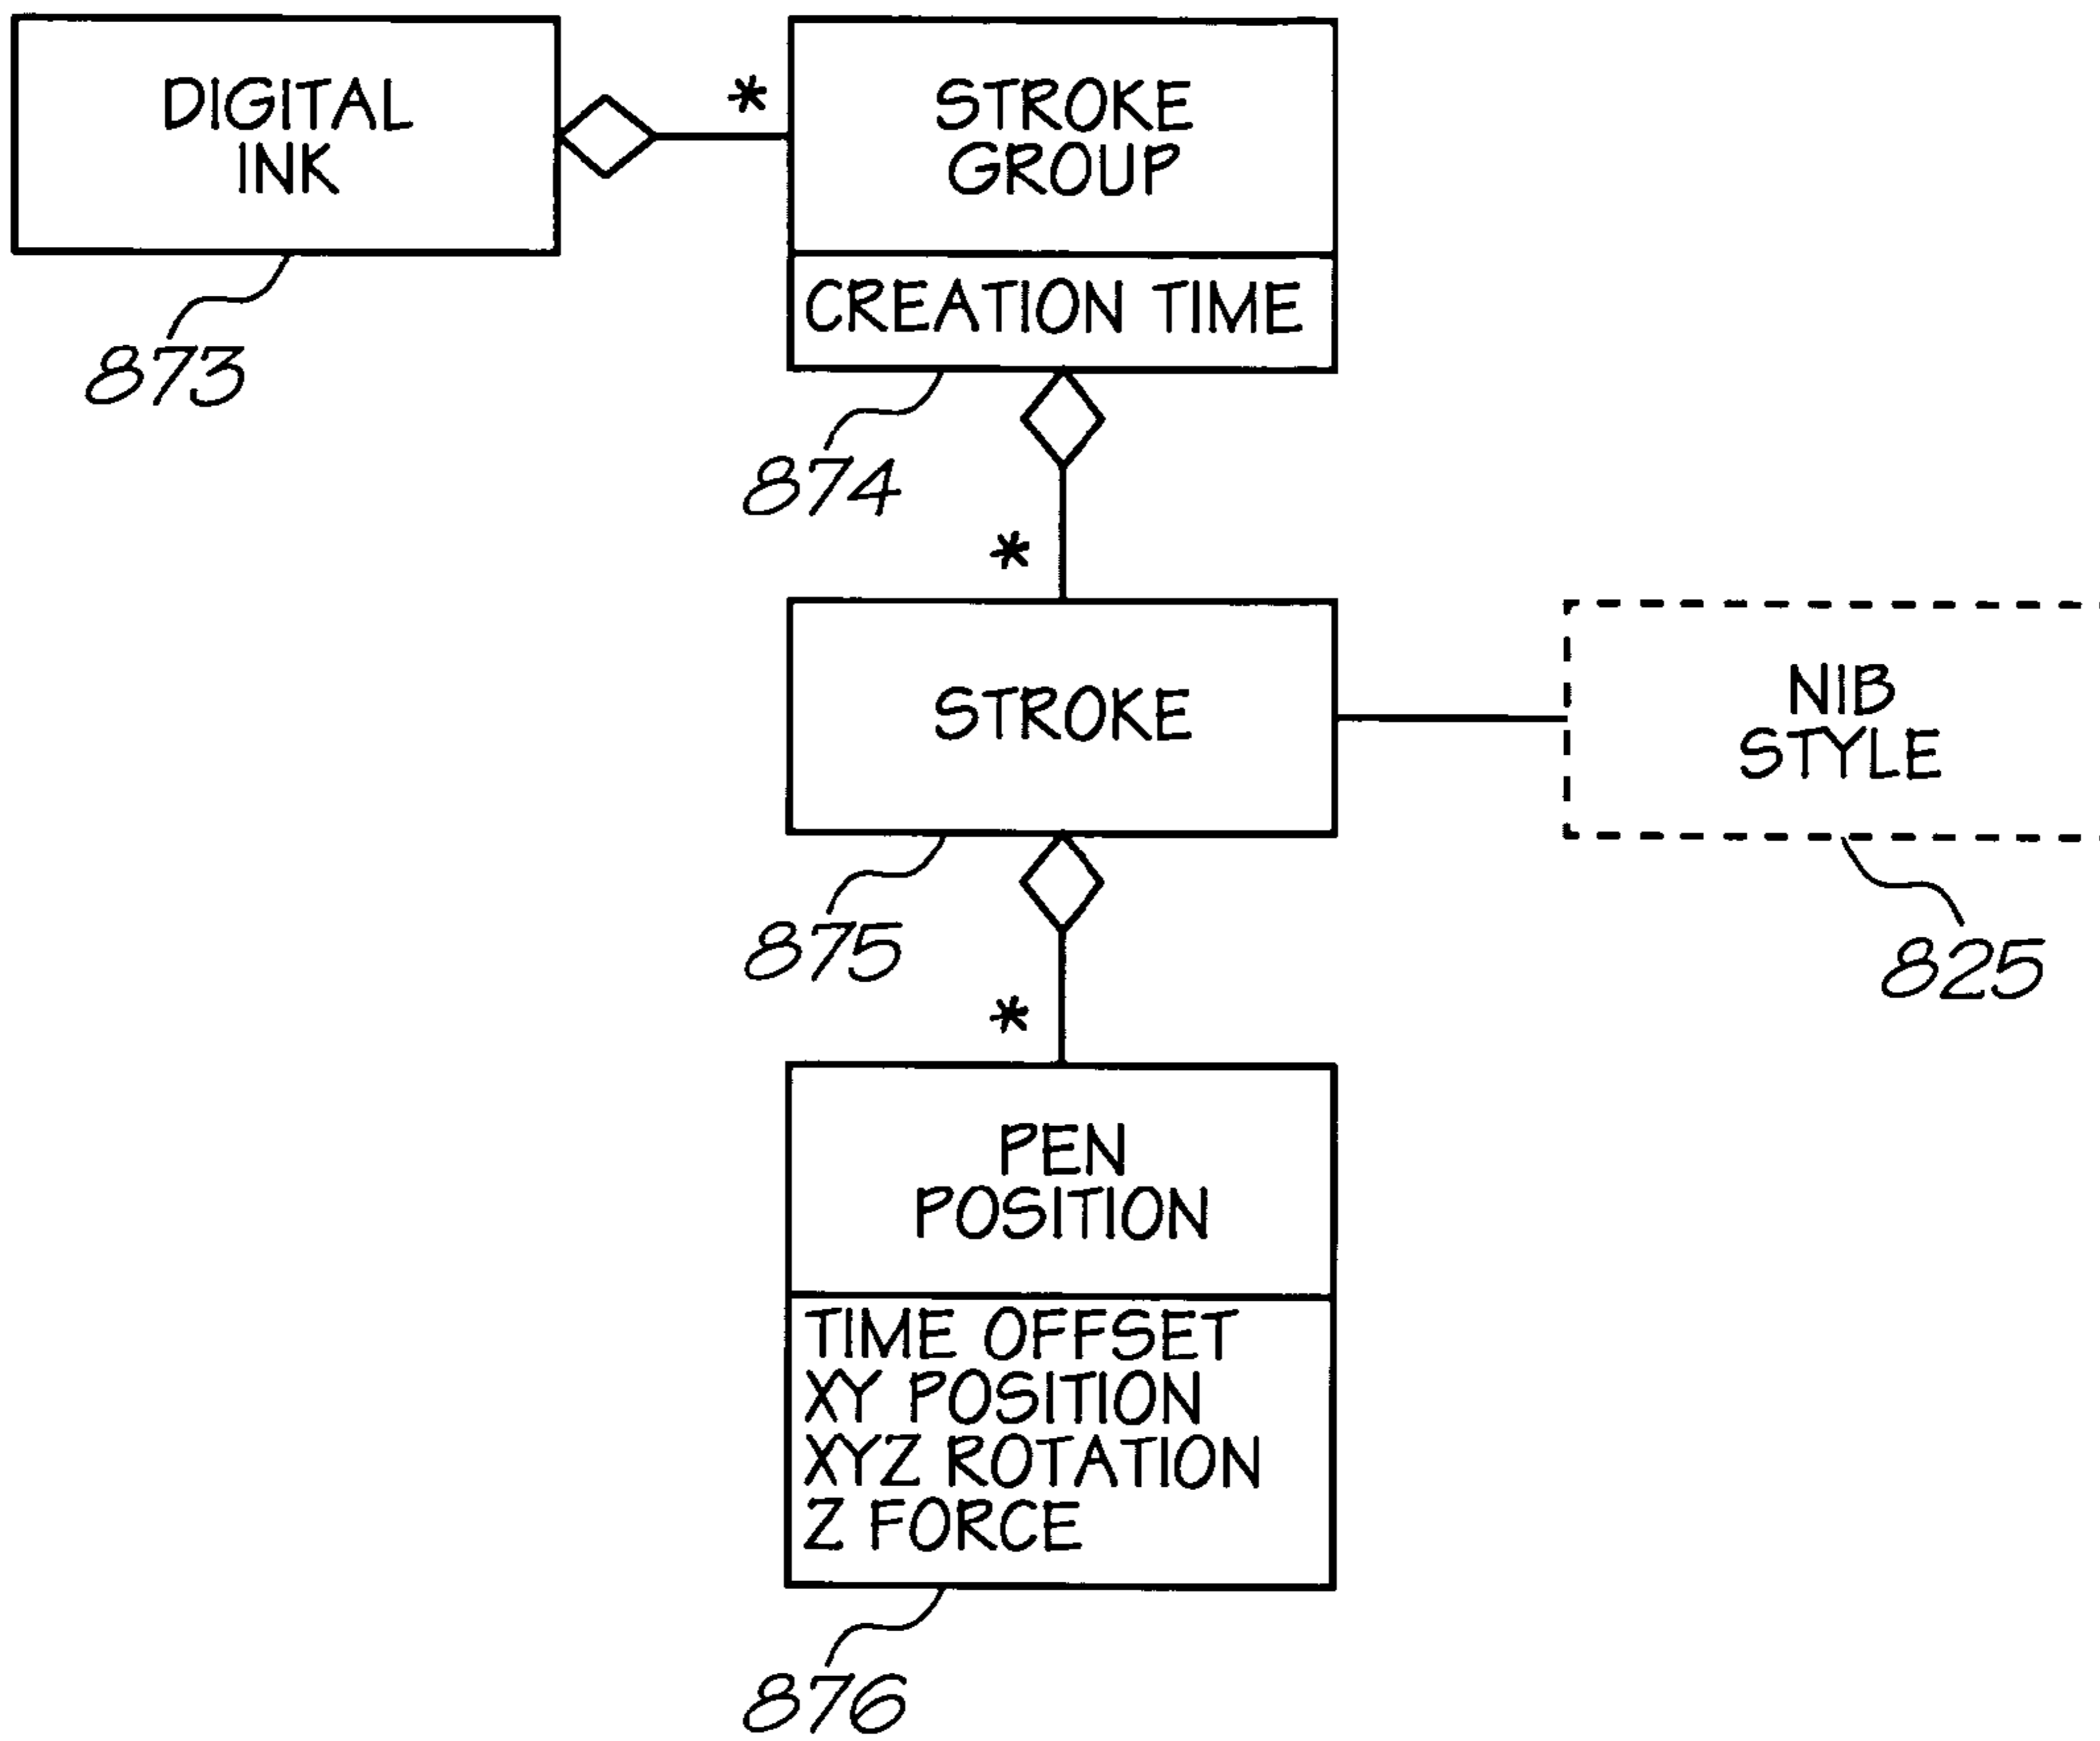 DIGITAL
INK
*
STROKE
GROUP
CREATION TIME
873
874
*
STROKE
NIB
STYLE
875
825
*
PEN
POSITION
TIME OFFSET
XY POSITION
XYZ ROTATION
Z FORCE
876